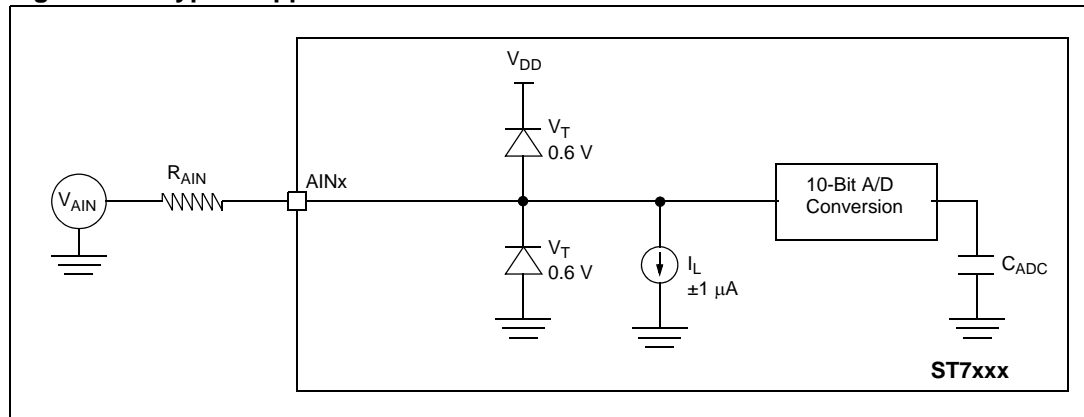 V_DD
V_T
0.6 V
R_AIN
AINx
V_AIN
10-Bit A/D
Conversion
V_T
0.6 V
I_L
±1 μA
C_ADC
ST7xxx